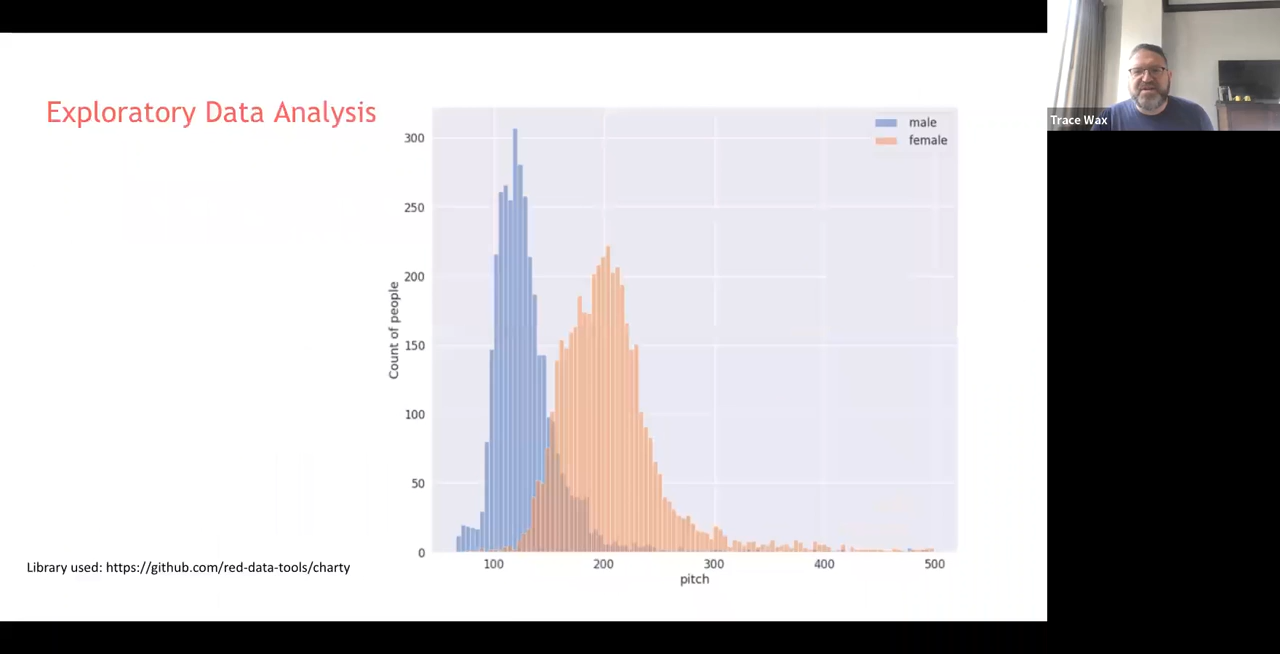 Exploratory Data Analysis
male
female
Trace Wax
300
250
200
150
100
50
0
Count of people
100 200 300 400 500
pitch
Library used: https://github.com/red-data-tools/charty